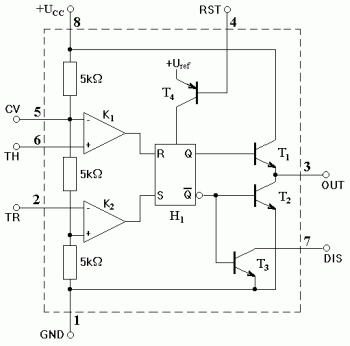 +UCC
8
RST
4
5kΩ
+Uref
T4
CV
5
-
K1
+
TH
6
R
Q
T1
3
OUT
5kΩ
2
TR
-
K2
+
S
Q
T2
H1
5kΩ
T3
7
DIS
1
GND